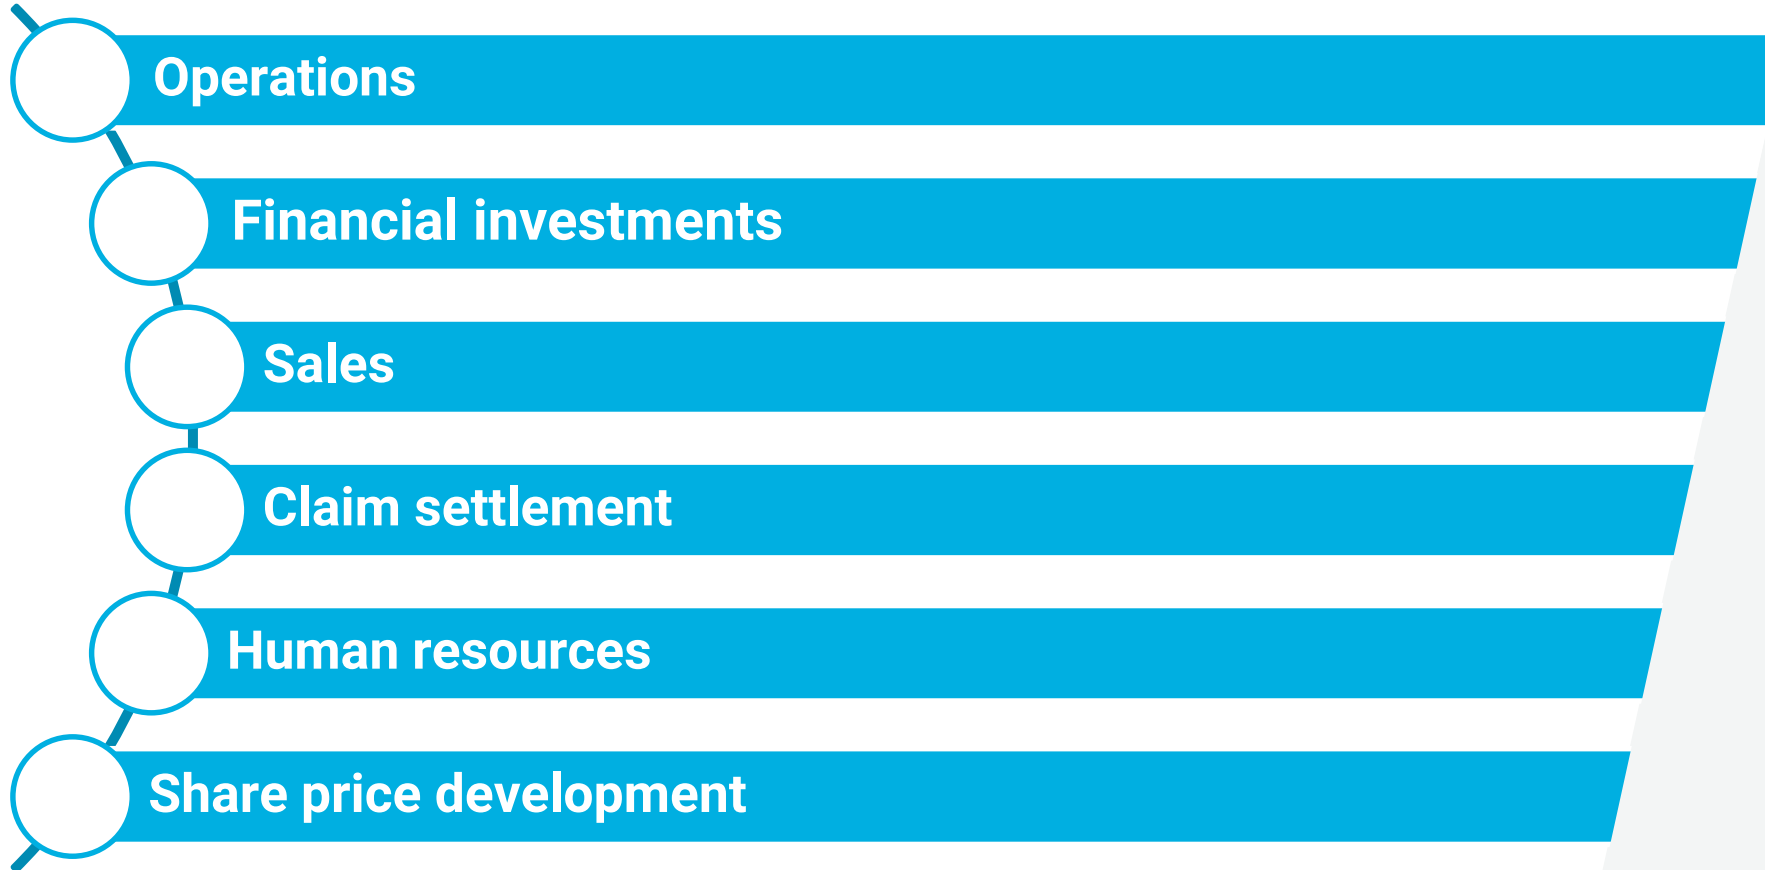 Operations
Financial investments
Sales
Claim settlement
Human resources
Share price development